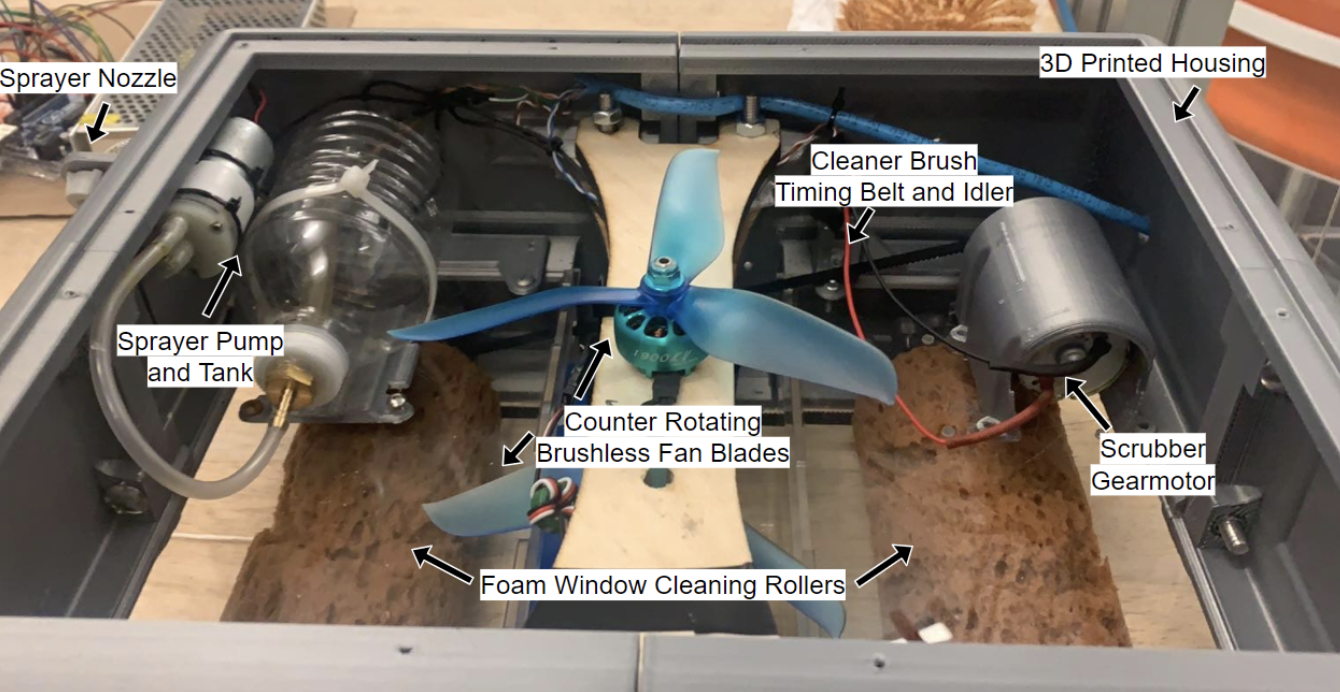 Sprayer Nozzle
3D Printed Housing
Cleaner Brush
Timing Belt and Idler
Sprayer Pump
and Tank
Counter Rotating
Brushless Fan Blades
Scrubber
Gearmotor
Foam Window Cleaning Rollers